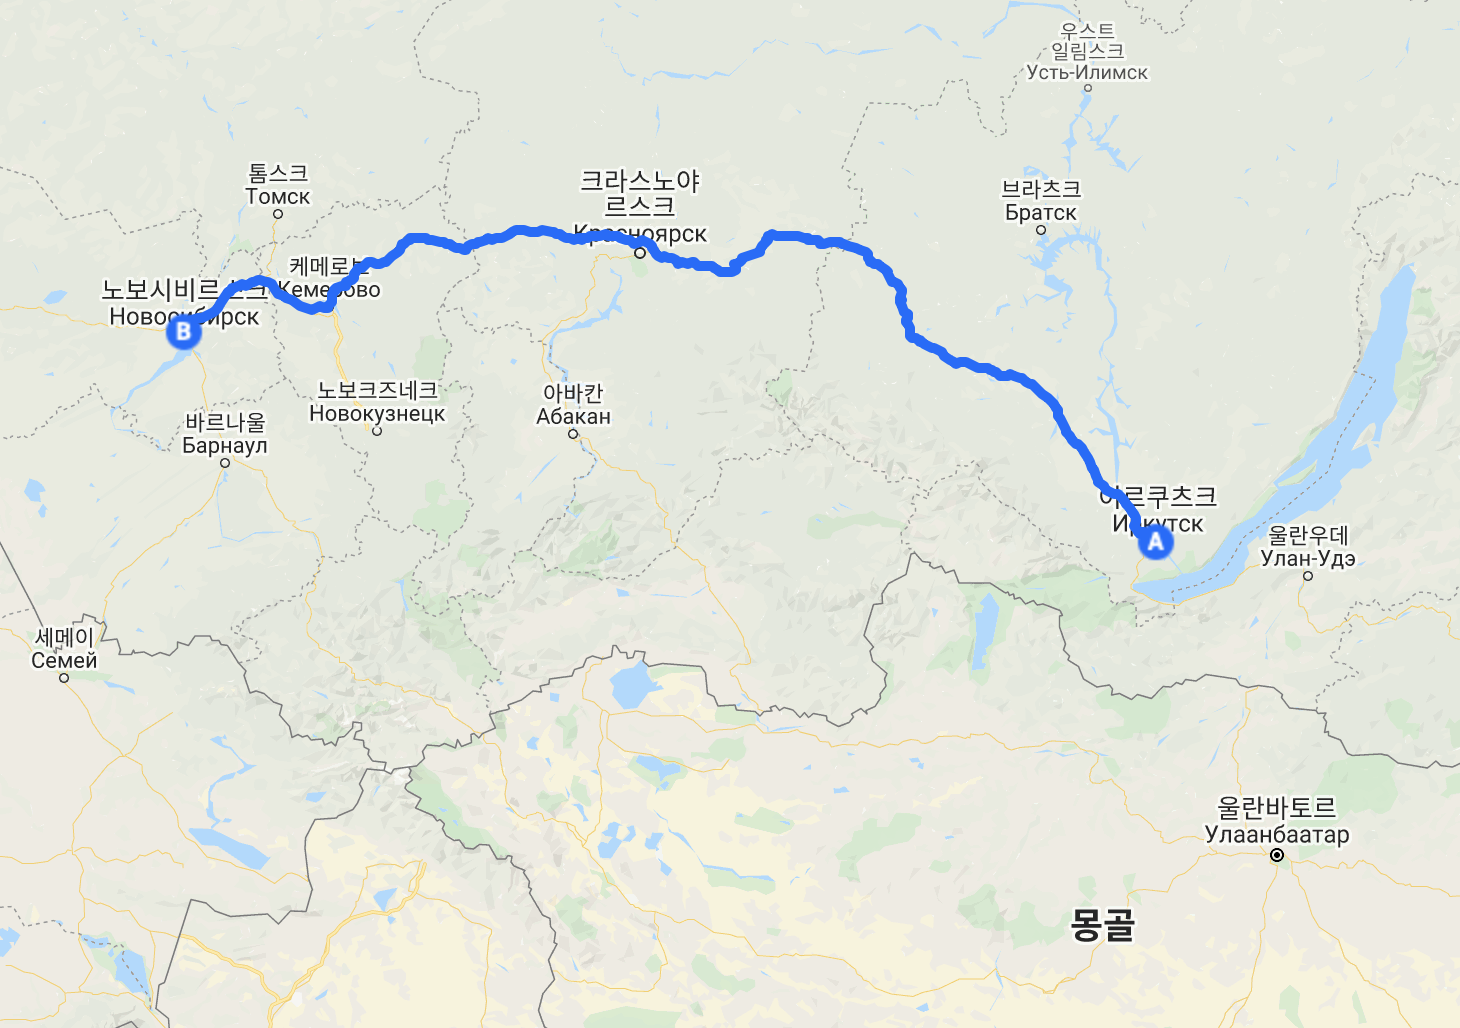 우스트
일림스크
Усть-Илимск
톰스크
Томск
크라스노야
르스크
Красноярск
브라츠크
Братск
케메로보
Кемерово
노보시비르스크
Новосибирск
B
노보크즈네크
Новокузнецк
아바칸
Абакан
바르나울
Барнаул
이르쿠츠크
Иркутск
A
울란우데
Улан-Удэ
세메이
Семей
울란바토르
Улаанбаатар
몽골